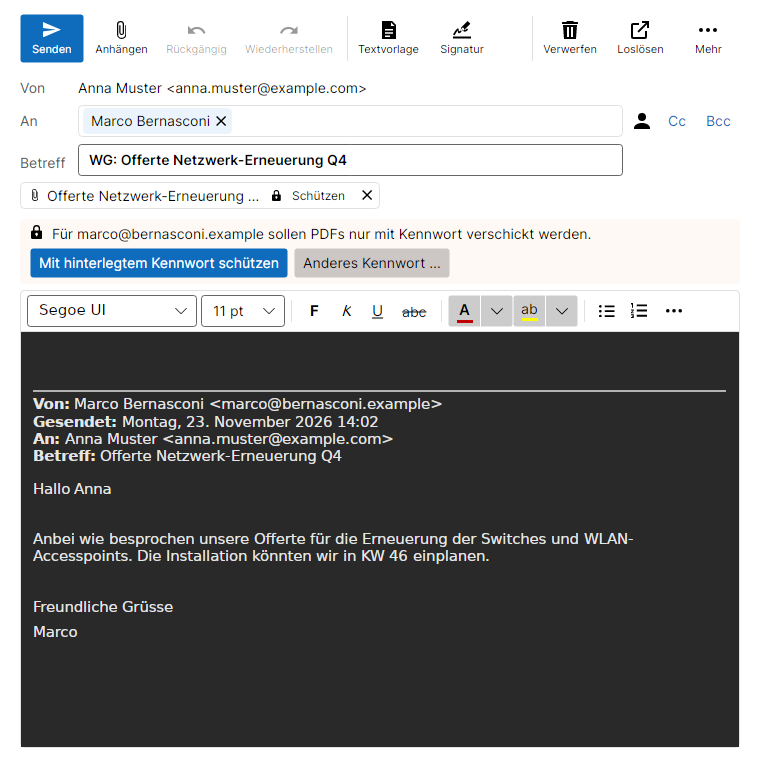 Senden
Anhängen
Rückgängig
Wiederherstellen
Textvorlage
Signatur
Verwerfen
Loslösen
Mehr
Von Anna Muster <anna.muster@example.com>
An Marco Bernasconi Cc Bcc
Betreff WG: Offerte Netzwerk-Erneuerung Q4
Offerte Netzwerk-Erneuerung ... Schützen
Für marco@bernasconi.example sollen PDFs nur mit Kennwort verschickt werden.
Mit hinterlegtem Kennwort schützen Anderes Kennwort ...
Segoe UI 11 pt F K U abc A ab
Von: Marco Bernasconi <marco@bernasconi.example>
Gesendet: Montag, 23. November 2026 14:02
An: Anna Muster <anna.muster@example.com>
Betreff: Offerte Netzwerk-Erneuerung Q4
Hallo Anna
Anbei wie besprochen unsere Offerte für die Erneuerung der Switches und WLAN-
Accesspoints. Die Installation könnten wir in KW 46 einplanen.
Freundliche Grüsse
Marco